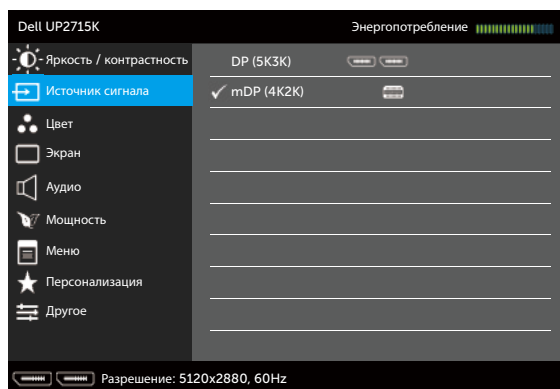 Dell UP2715K
Энергопотребление
Яркость / контрастность
DP (5K3K)
Источник сигнала
mDP (4K2K)
Цвет
Экран
Аудио
Мощность
Меню
Персонализация
Другое
Разрешение: 5120x2880, 60Hz